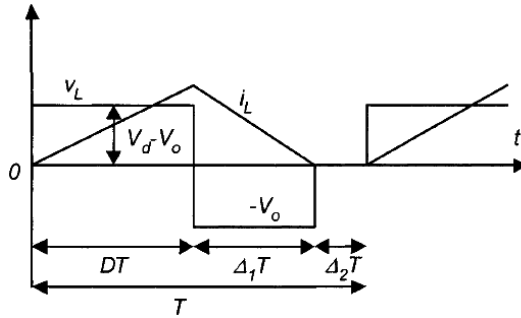 v_L
i_L
V_d-V_o
0
t
-V_o
DT
Δ_1T
Δ_2T
T